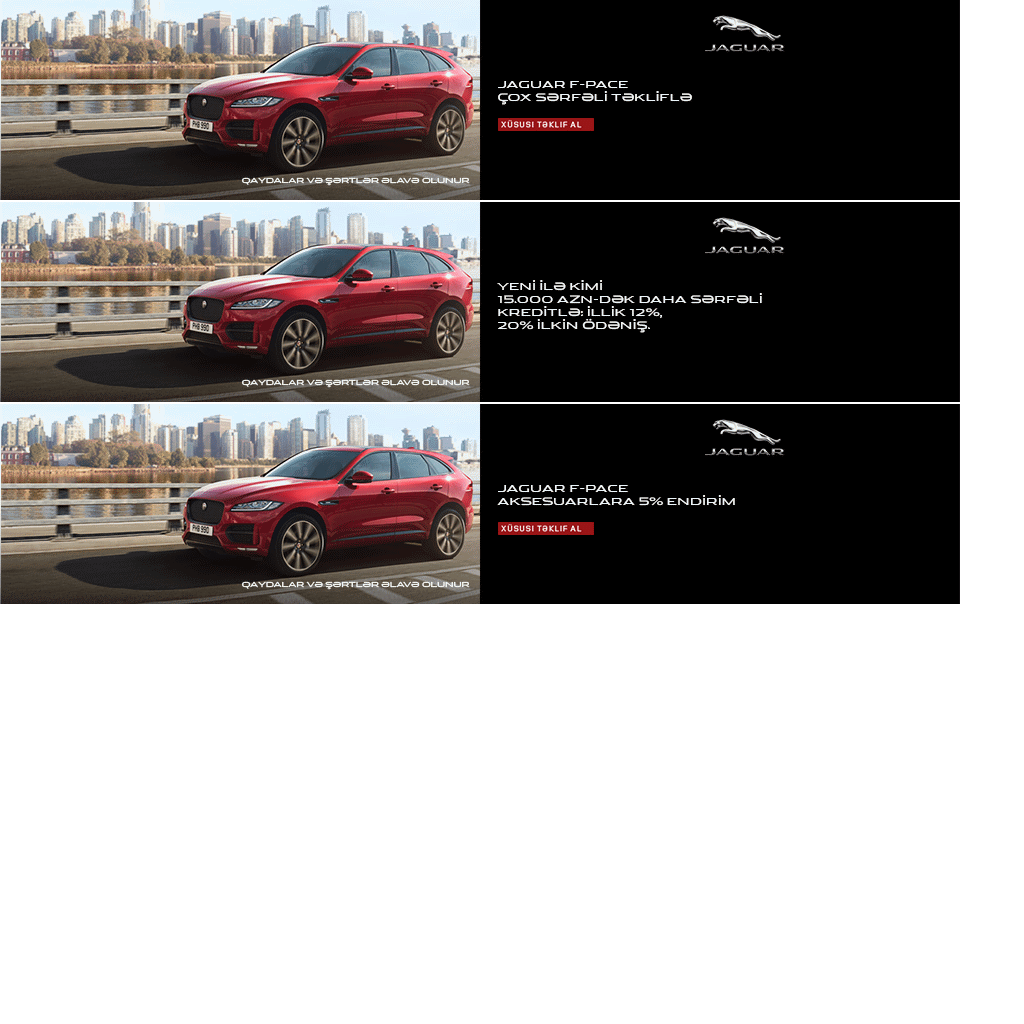 JAGUAR
JAGUAR F-PACE
ÇOX SƏRFƏLİ TƏKLİFLƏ
XÜSUSI TƏKLIF AL
PH8 990
QAYDALAR VƏ ŞƏRTLƏR ƏLAVƏ OLUNUR
JAGUAR
YENİ İLƏ KİMİ
15.000 AZN-DƏK DAHA SƏRFƏLİ
KREDİTLƏ: İLLİK 12%,
20% İLKİN ÖDƏNİŞ.
PH8 990
QAYDALAR VƏ ŞƏRTLƏR ƏLAVƏ OLUNUR
JAGUAR
JAGUAR F-PACE
AKSESUARLARA 5% ENDİRİM
XÜSUSI TƏKLIF AL
PH8 990
QAYDALAR VƏ ŞƏRTLƏR ƏLAVƏ OLUNUR